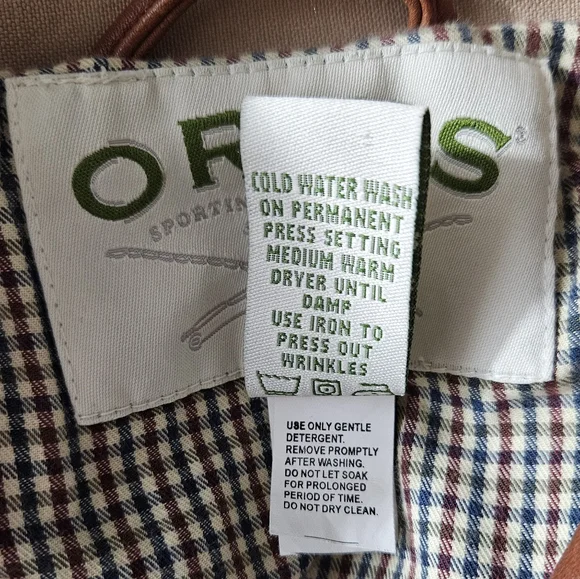 OR S®
SPORTIN
COLD WATER WASH
ON PERMANENT
PRESS SETTING
MEDIUM WARM
DRYER UNTIL
DAMP
USE IRON TO
PRESS OUT
WRINKLES
USE ONLY GENTLE
DETERGENT.
REMOVE PROMPTLY
AFTER WASHING.
DO NOT LET SOAK
FOR PROLONGED
PERIOD OF TIME.
DO NOT DRY CLEAN.